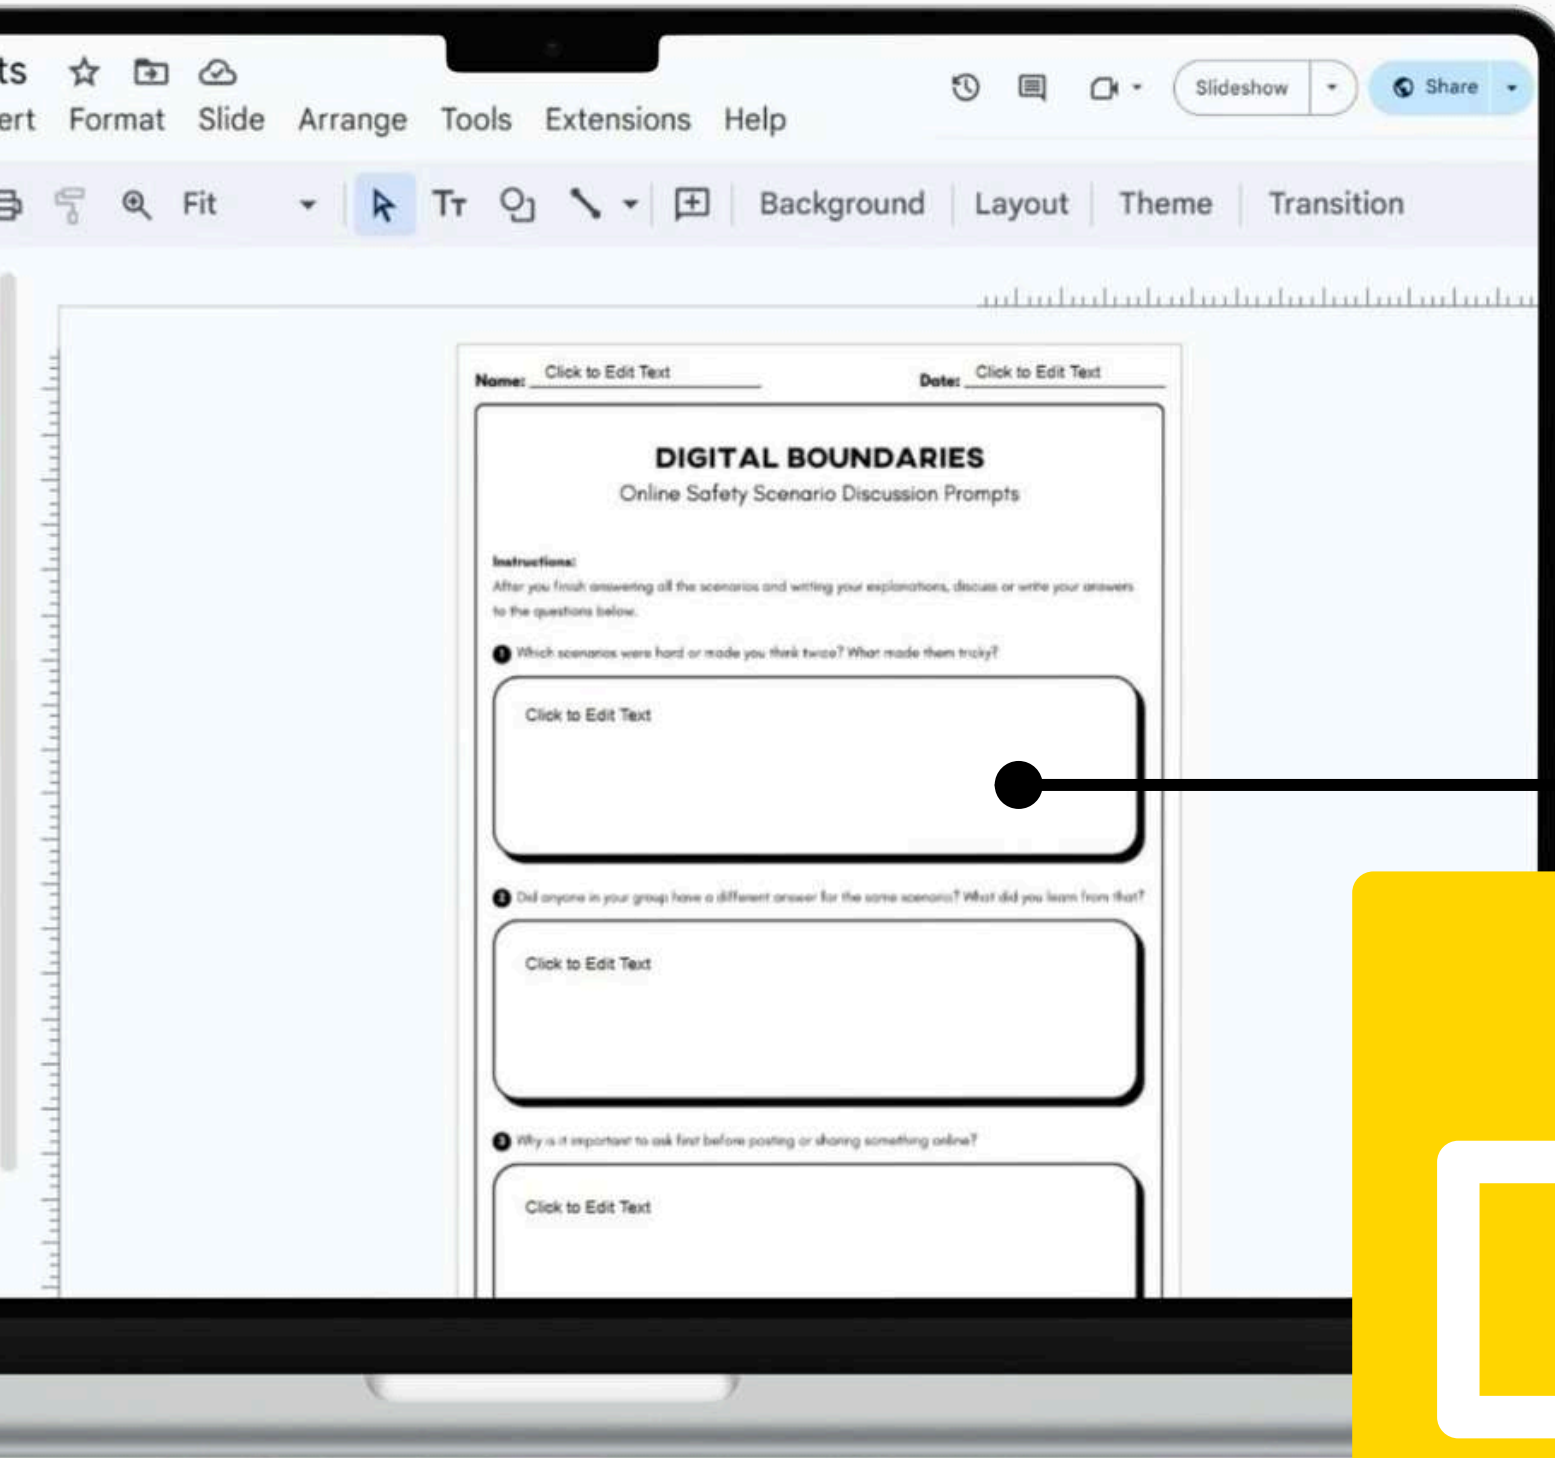 ts
ert Format Slide Arrange Tools Extensions Help
Slideshow
Share
Fit
Tт
Background Layout Theme Transition
Name: Click to Edit Text
Date: Click to Edit Text
DIGITAL BOUNDARIES
Online Safety Scenario Discussion Prompts
Instructions:
After you finish answering all the scenarios and writing your explanations, discuss or write your answers
to the questions below.
1 Which scenarios were hard or made you think twice? What made them tricky?
Click to Edit Text
2 Did anyone in your group have a different answer for the same scenario? What did you learn from that?
Click to Edit Text
3 Why is it important to ask first before posting or sharing something online?
Click to Edit Text